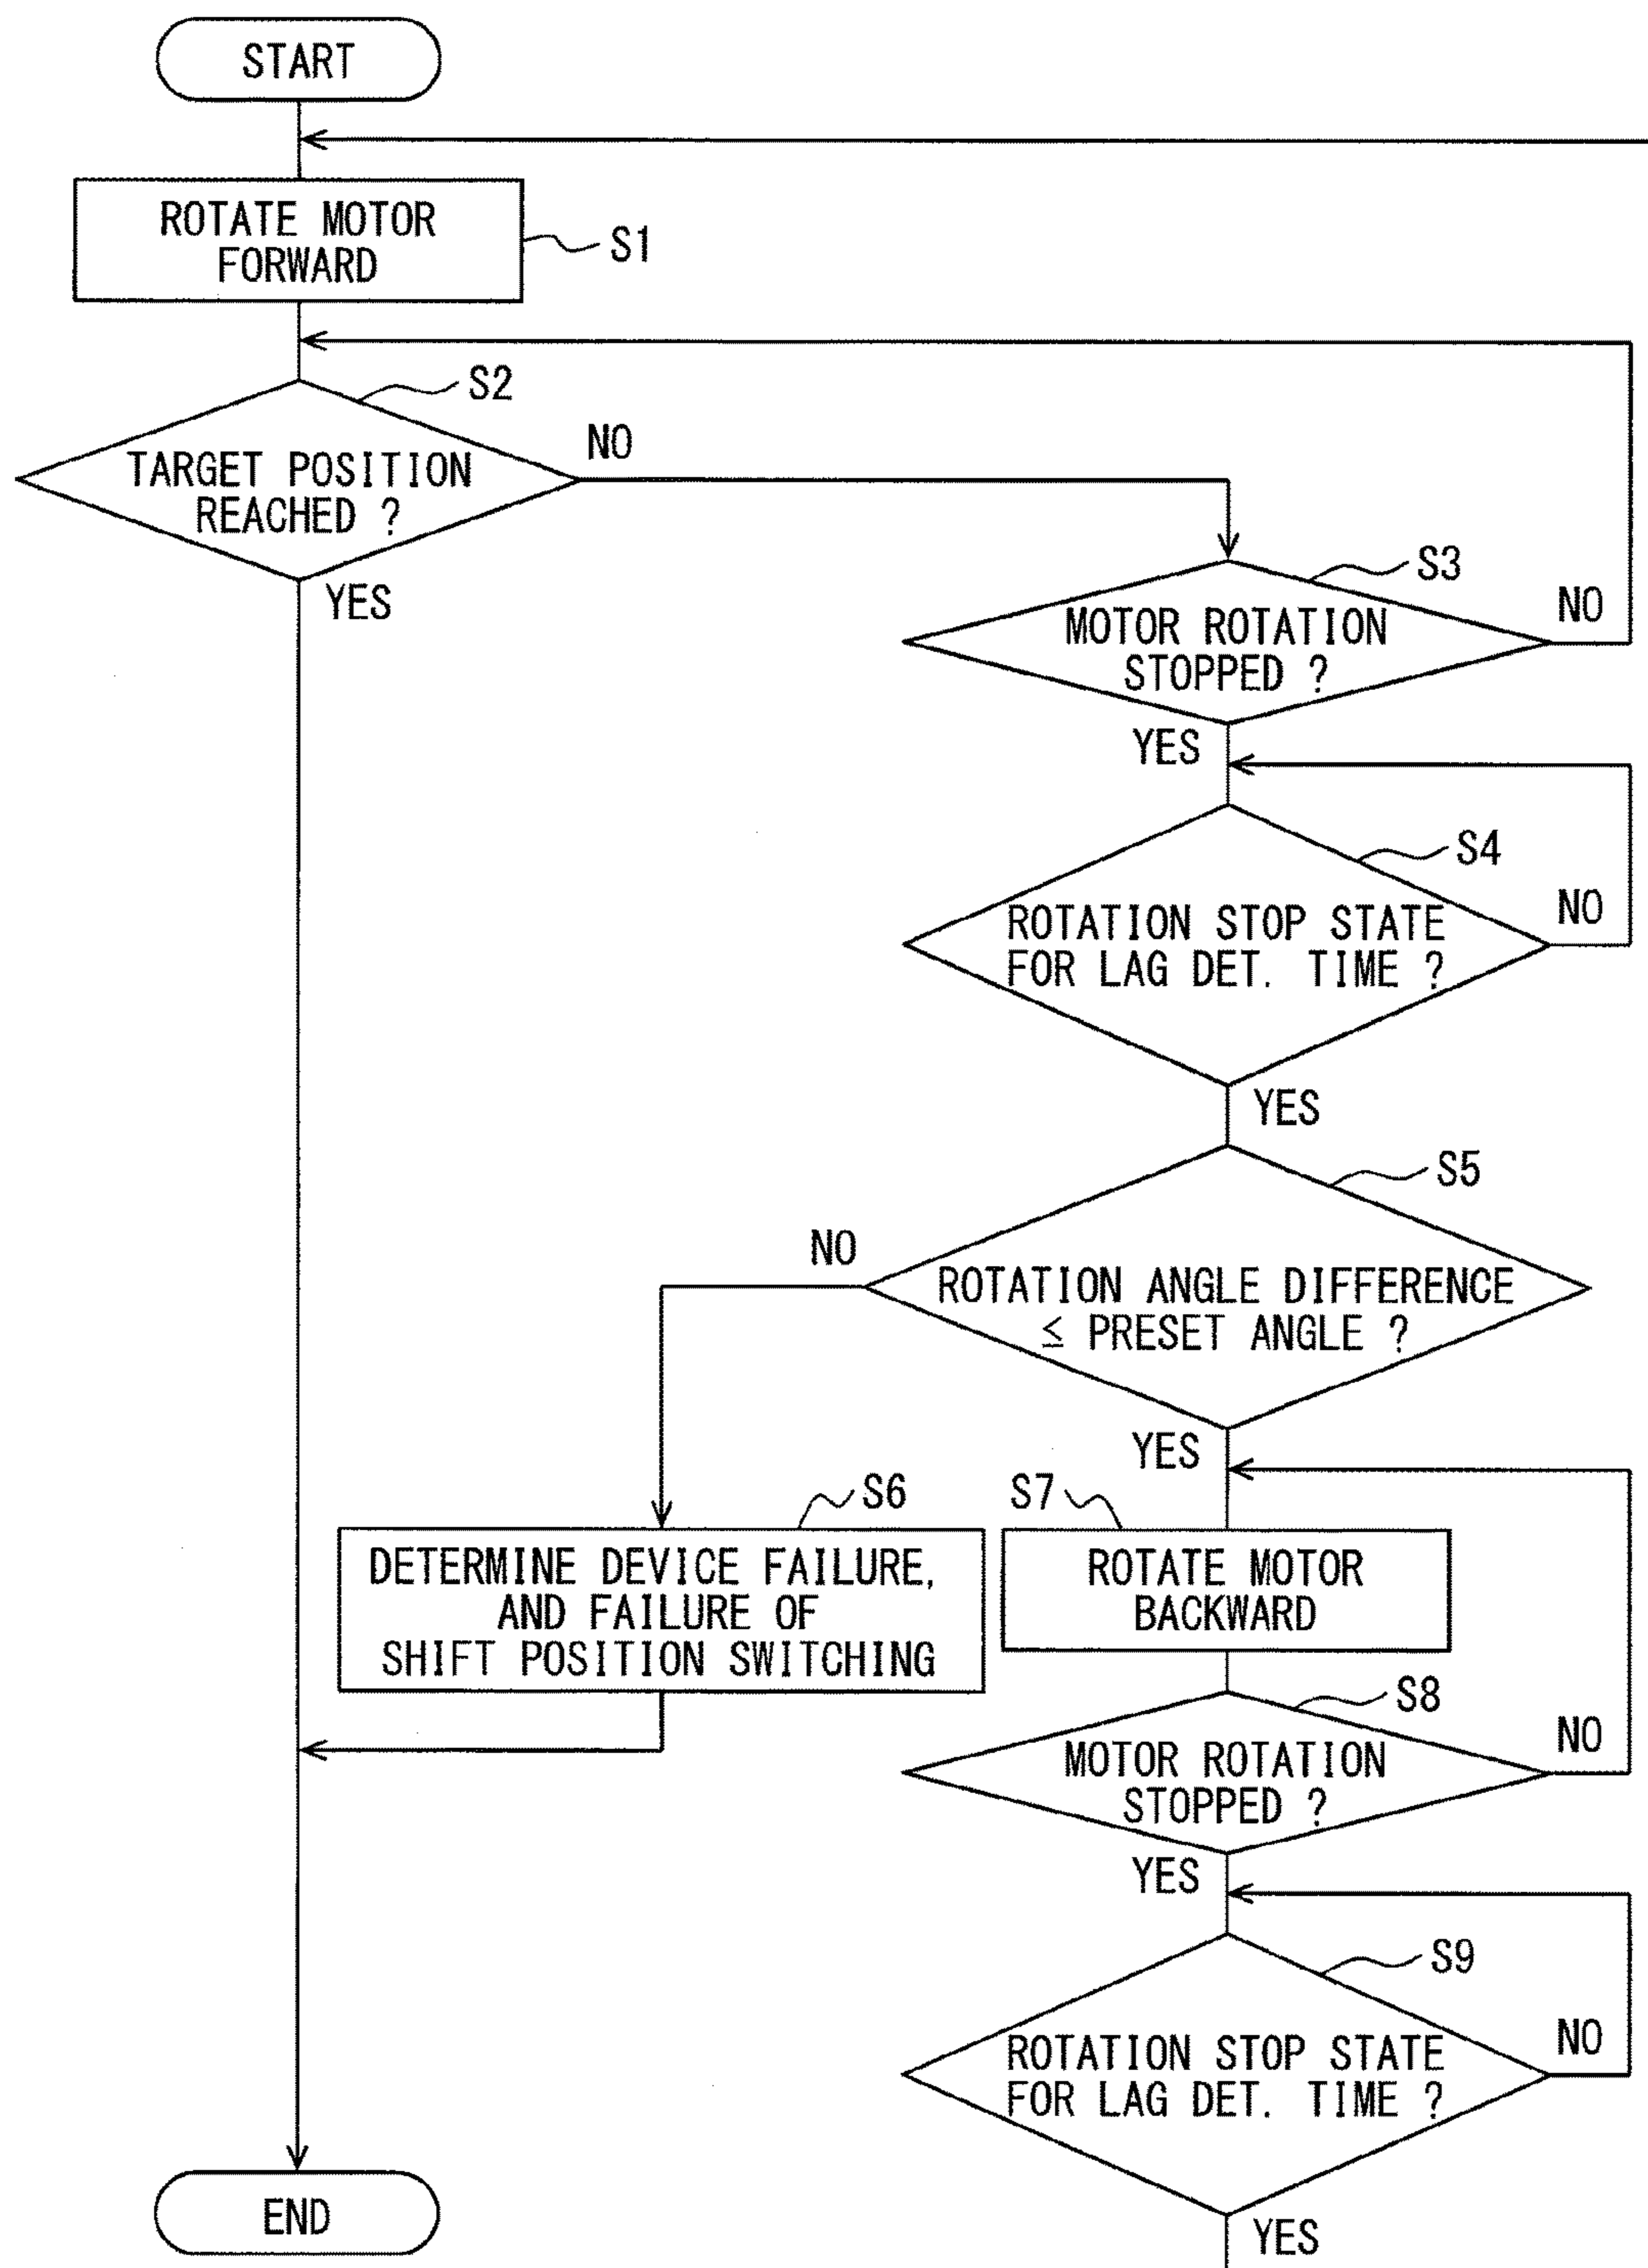 START
ROTATE MOTOR
FORWARD
S1
S2
TARGET POSITION
REACHED ?
NO
YES
S3
MOTOR ROTATION
STOPPED ?
NO
YES
S4
ROTATION STOP STATE
FOR LAG DET. TIME ?
NO
YES
S5
ROTATION ANGLE DIFFERENCE
≤ PRESET ANGLE ?
NO
YES
S6
DETERMINE DEVICE FAILURE,
AND FAILURE OF
SHIFT POSITION SWITCHING
S7
ROTATE MOTOR
BACKWARD
S8
MOTOR ROTATION
STOPPED ?
NO
YES
S9
ROTATION STOP STATE
FOR LAG DET. TIME ?
NO
YES
END